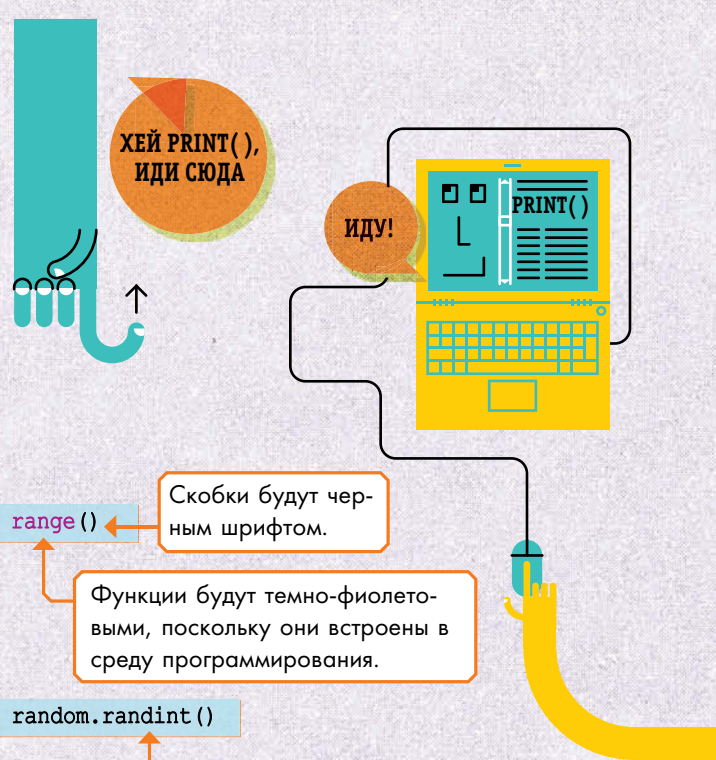 ХЕЙ PRINT( ),
ИДИ СЮДА
ИДУ!
PRINT( )
range()
Скобки будут чер-
ным шрифтом.
Функции будут темно-фиолето-
выми, поскольку они встроены в
среду программирования.
random.randint()